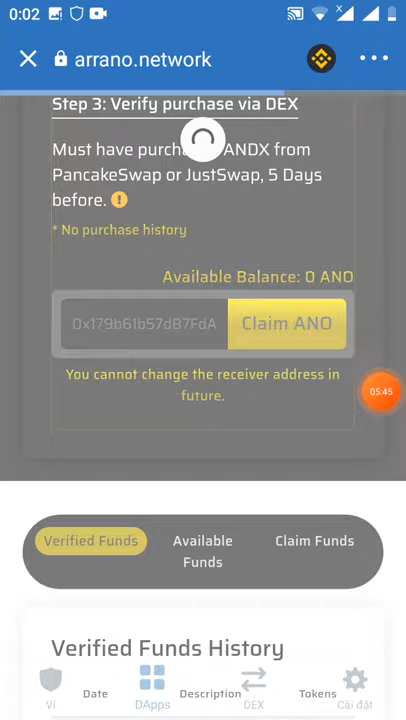 0:02
arrano.network
Step 3: Verify purchase via DEX
Must have purch ANDX from
PancakeSwap or JustSwap, 5 Days
before.
* No purchase history
Available Balance: 0 ANO
0x179b61b57dB7FdA
Claim ANO
You cannot change the receiver address in
future.
05:45
Verified Funds
Available
Funds
Claim Funds
Verified Funds History
Date
Description
Tokens
Ví
DApps
DEX
Cài đặt